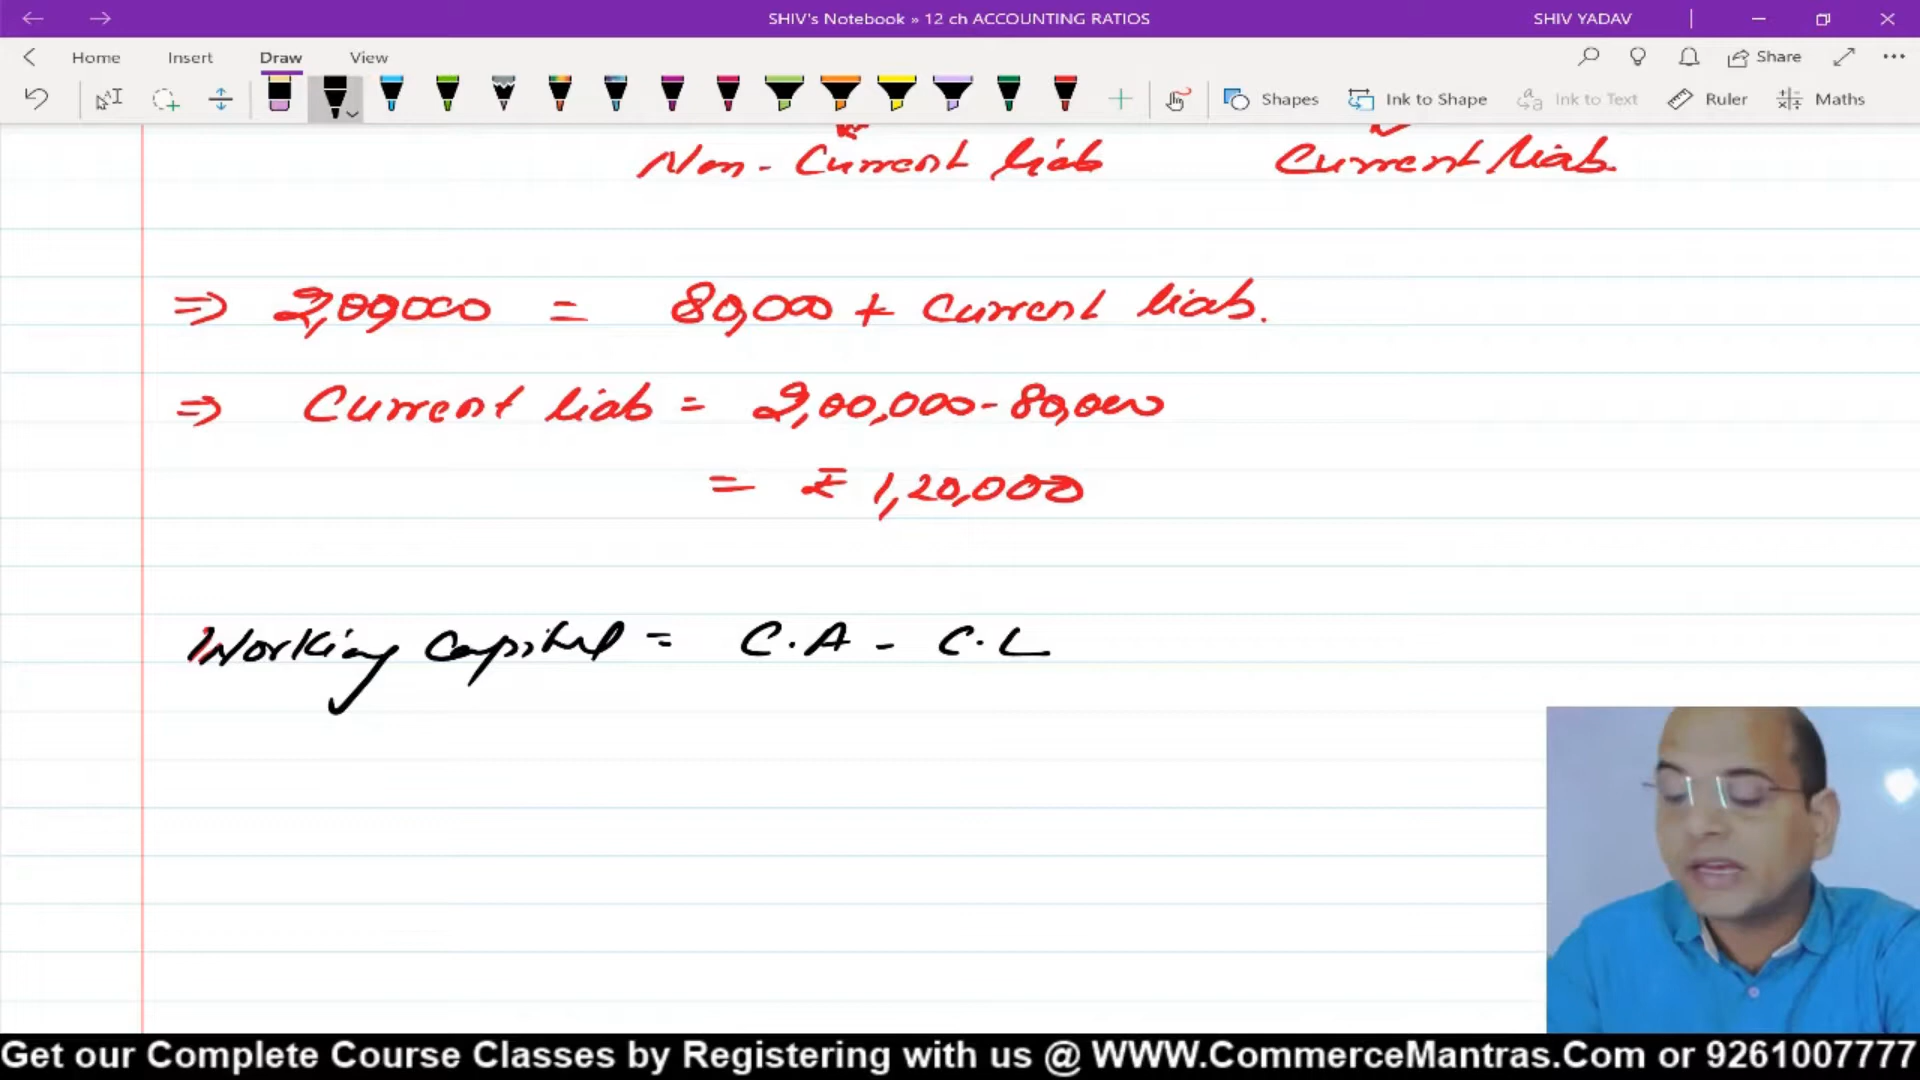 SHIV's Notebook » 12 ch ACCOUNTING RATIOS SHIV YADAV
Home Insert Draw View Share
Shapes Ink to Shape Ink to Text Ruler Maths
Non - Current liab Current liab.
⇒ 2,00,000 = 80,000 + Current liab.
⇒ Current liab = 2,00,000 - 80,000
= ₹ 1,20,000
Working Capital = C.A - C.L
Get our Complete Course Classes by Registering with us @ WWW.CommerceMantras.Com or 9261007777